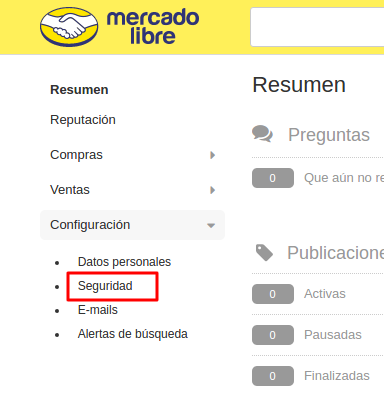 mercado
libre
Resumen
Reputación
Compras
Ventas
Configuración
Datos personales
Seguridad
E-mails
Alertas de búsqueda
Resumen
Preguntas
0 Que aún no re
Publicacione
0 Activas
0 Pausadas
0 Finalizadas